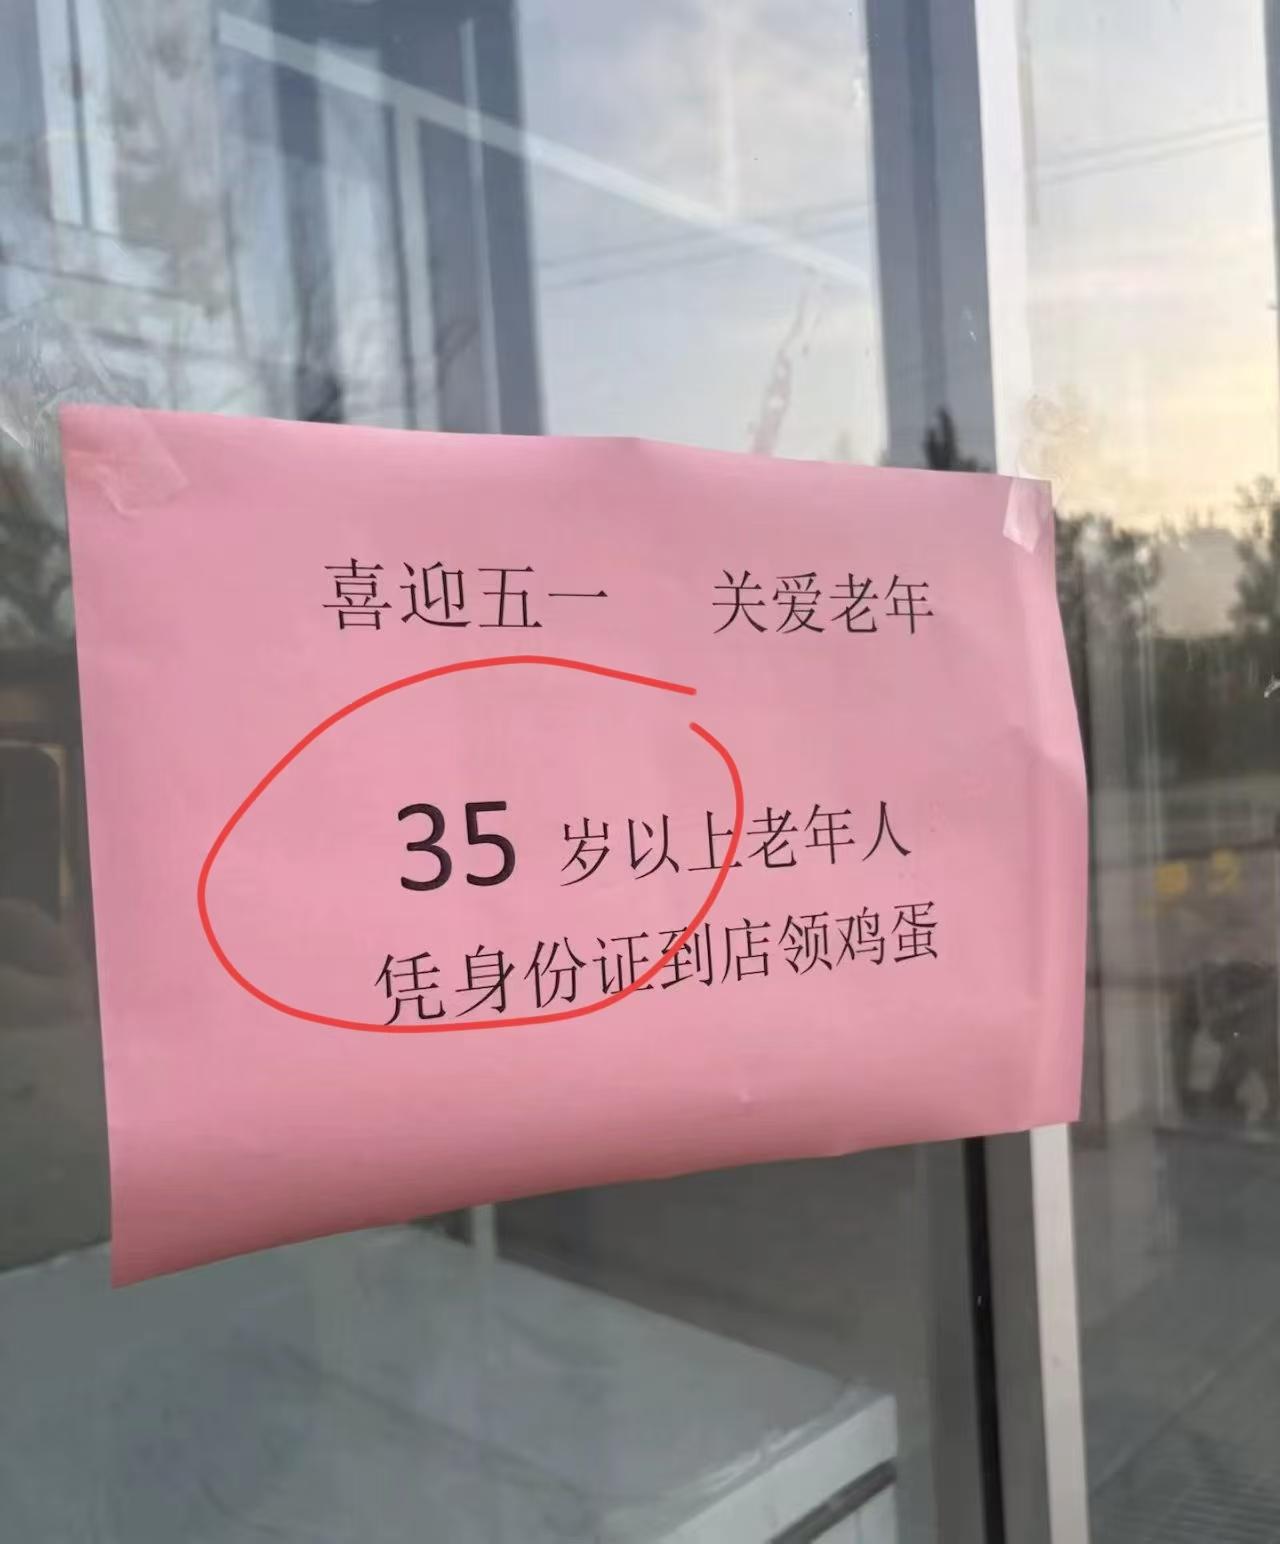 喜迎五一 关爱老年
35 岁以上老年人
凭身份证到店领鸡蛋